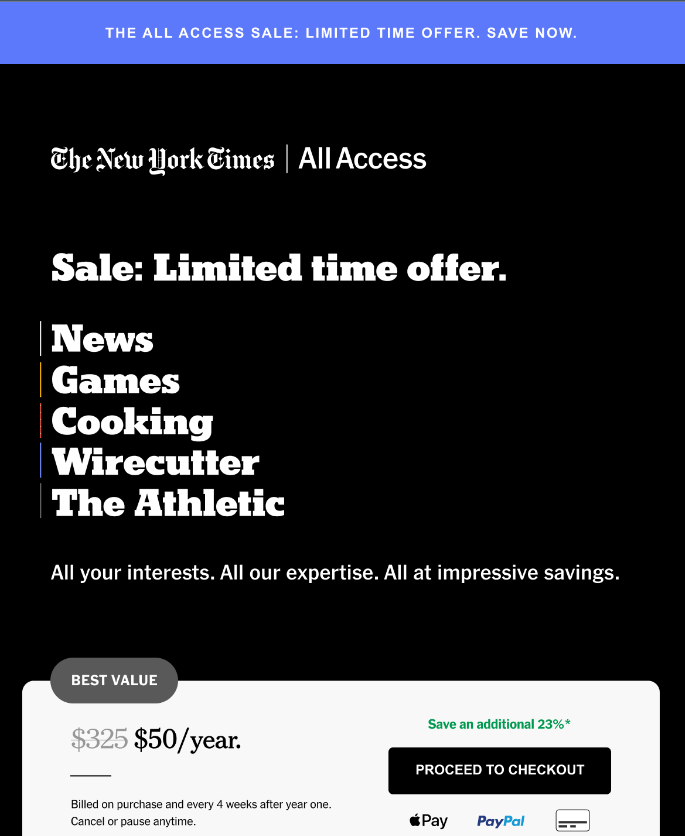 THE ALL ACCESS SALE: LIMITED TIME OFFER. SAVE NOW.
The New York Times | All Access
Sale: Limited time offer.
News
Games
Cooking
Wirecutter
The Athletic
All your interests. All our expertise. All at impressive savings.
BEST VALUE
$325 $50/year.
Billed on purchase and every 4 weeks after year one.
Cancel or pause anytime.
Save an additional 23%*
PROCEED TO CHECKOUT
Pay PayPal